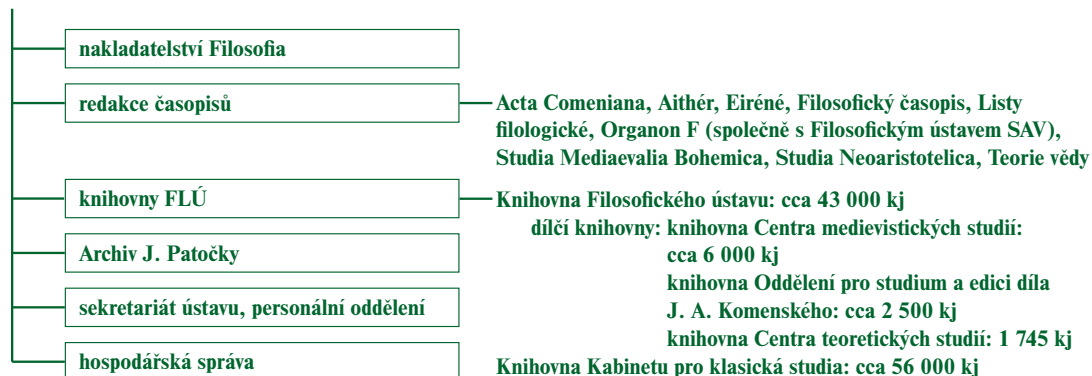 nakladatelství Filosofia
redakce časopisů
Acta Comeniana, Aithér, Eiréné, Filosofický časopis, Listy
filologické, Organon F (společně s Filosofickým ústavem SAV),
Studia Mediaevalia Bohemica, Studia Neoaristotelica, Teorie vědy
knihovny FLÚ
Knihovna Filosofického ústavu: cca 43 000 kj
dílčí knihovny: knihovna Centra medievistických studií:
cca 6 000 kj
knihovna Oddělení pro studium a edici díla
J. A. Komenského: cca 2 500 kj
knihovna Centra teoretických studií: 1 745 kj
Knihovna Kabinetu pro klasická studia: cca 56 000 kj
Archiv J. Patočky
sekretariát ústavu, personální oddělení
hospodářská správa